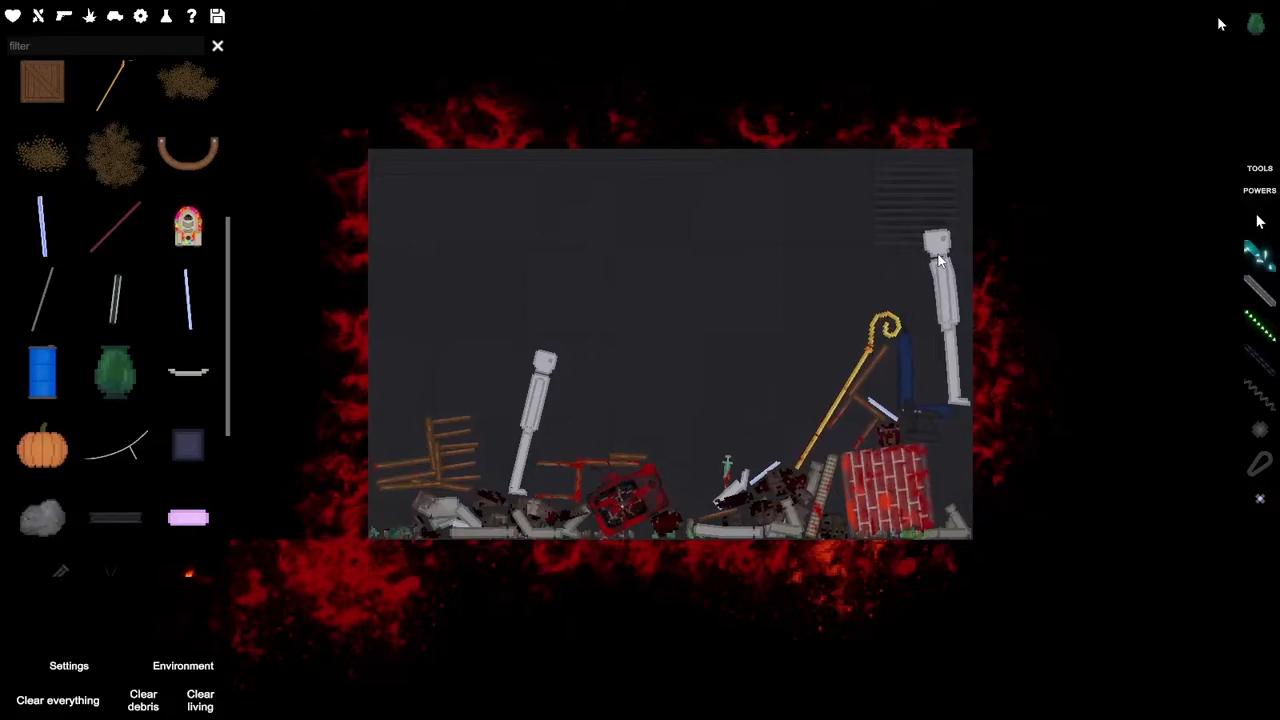 ?
filter
TOOLS
POWERS
Settings
Environment
Clear everything
Clear
debris
Clear
living